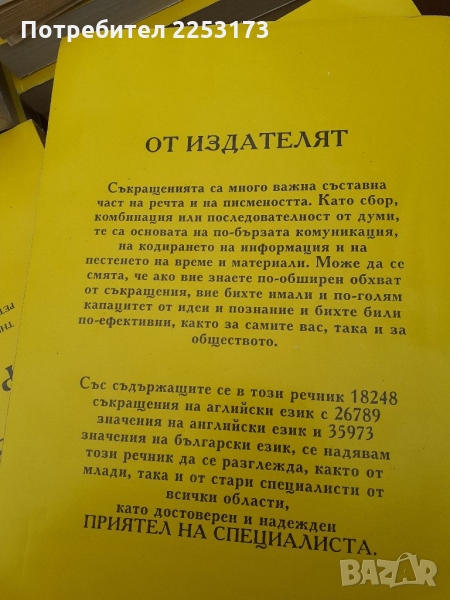 Потребител 2253173
ОТ ИЗДАТЕЛЯТ
Съкращенията са много важна съставна
част на речта и на писмеността. Като сбор,
комбинация или последователност от думи,
те са основата на по-бързата комуникация,
на кодирането на информация и на
пестенето на време и материали. Може да се
смята, че ако вие знаете по-обширен обхват
от съкращения, вие бихте имали и по-голям
капацитет от идеи и познание и бихте били
по-ефективни, както за самите вас, така и за
обществото.
Със съдържащите се в този речник 18248
съкращения на аглийски език с 26789
значения на английски език и 35973
значения на български език, се надявам
този речник да се разглежда, както от
млади, така и от стари специалисти от
всички области,
като достоверен и надежден
ПРИЯТЕЛ НА СПЕЦИАЛИСТА.
BAZAR